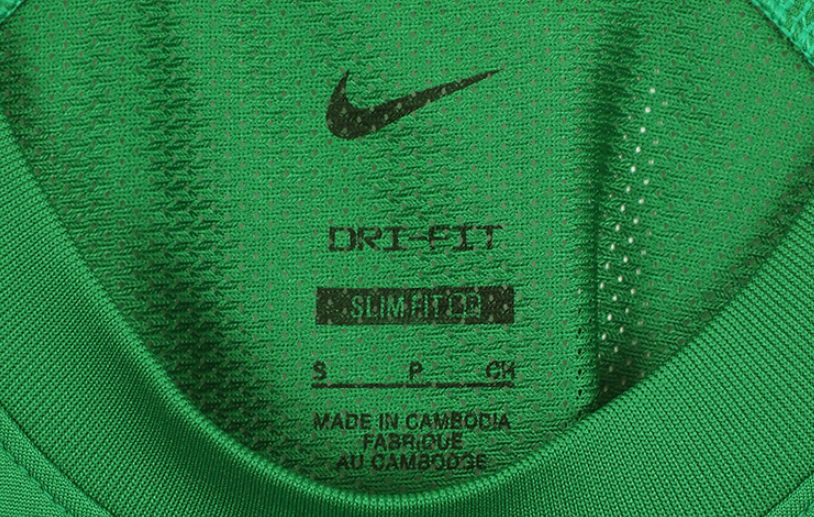 DRI-FIT
SLIM FIT
S P CH
MADE IN CAMBODIA
FABRIQUE
AU CAMBODGE